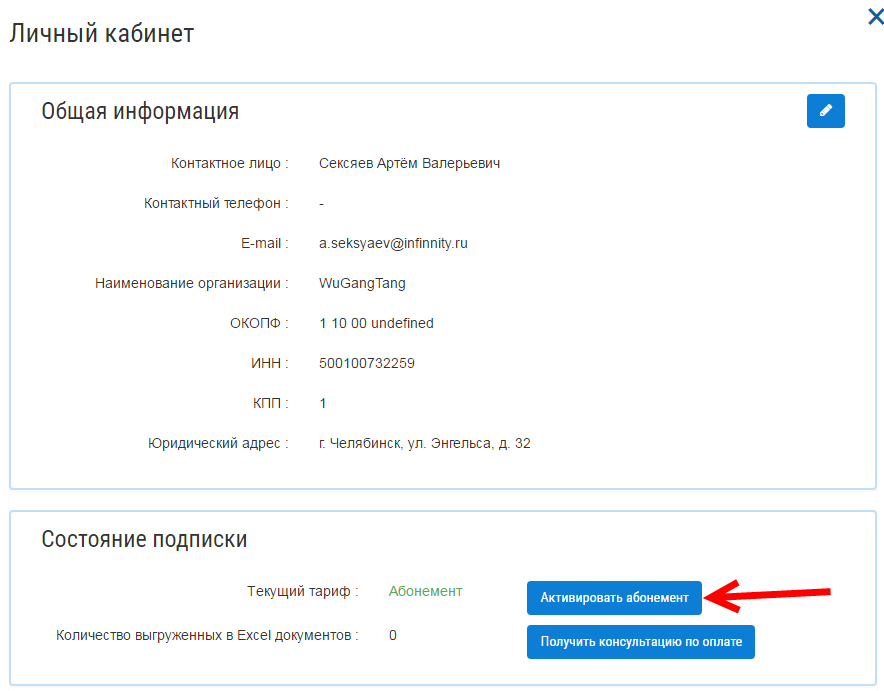 Личный кабинет
Общая информация
Контактное лицо : Сексяев Артём Валерьевич
Контактный телефон : -
E-mail : a.seksyaev@infinnity.ru
Наименование организации : WuGangTang
ОКОПФ : 1 10 00 undefined
ИНН : 500100732259
КПП : 1
Юридический адрес : г. Челябинск, ул. Энгельса, д. 32
Состояние подписки
Текущий тариф : Абонемент Активировать абонемент
Количество выгруженных в Excel документов : 0 Получить консультацию по оплате